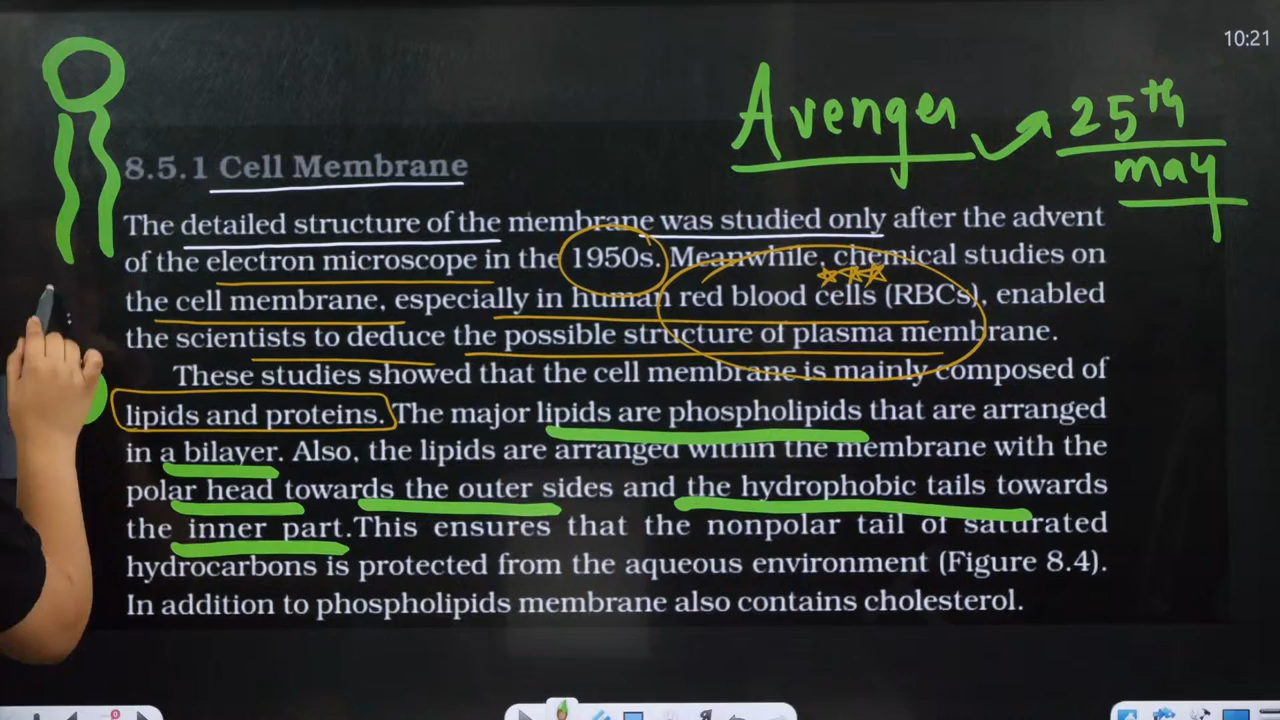 10:21
Avenger 25th
may
8.5.1 Cell Membrane
The detailed structure of the membrane was studied only after the advent
of the electron microscope in the 1950s. Meanwhile, chemical studies on
the cell membrane, especially in human red blood cells (RBCs), enabled
the scientists to deduce the possible structure of plasma membrane.
These studies showed that the cell membrane is mainly composed of
lipids and proteins. The major lipids are phospholipids that are arranged
in a bilayer. Also, the lipids are arranged within the membrane with the
polar head towards the outer sides and the hydrophobic tails towards
the inner part.This ensures that the nonpolar tail of saturated
hydrocarbons is protected from the aqueous environment (Figure 8.4).
In addition to phospholipids membrane also contains cholesterol.